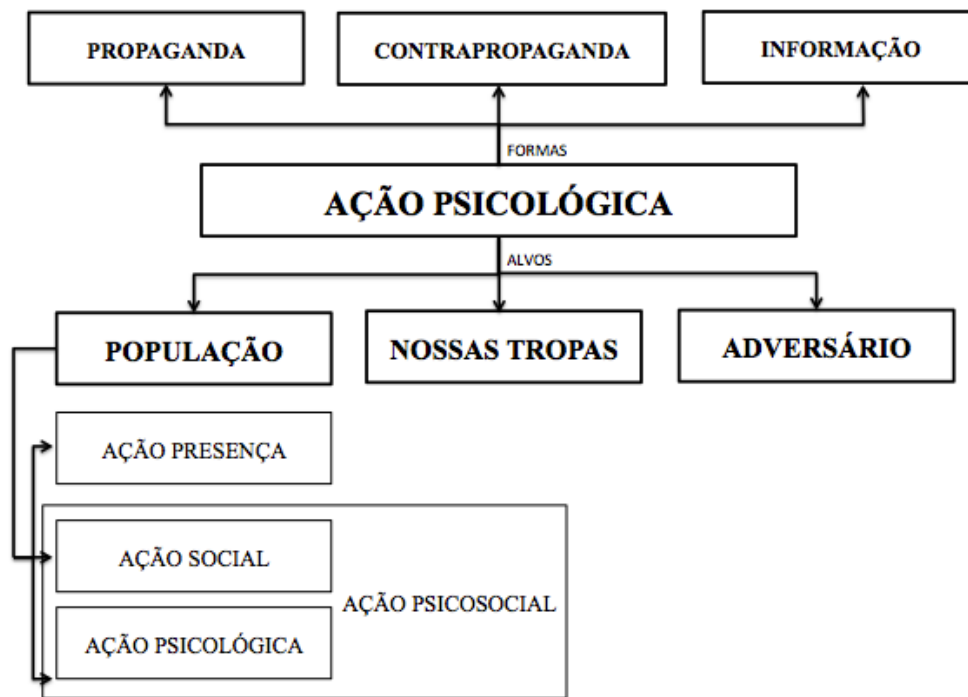 PROPAGANDA
CONTRAPROPAGANDA
INFORMAÇÃO
FORMAS
AÇÃO PSICOLÓGICA
ALVOS
POPULAÇÃO
NOSSAS TROPAS
ADVERSÁRIO
AÇÃO PRESENÇA
AÇÃO SOCIAL
AÇÃO PSICOSOCIAL
AÇÃO PSICOLÓGICA